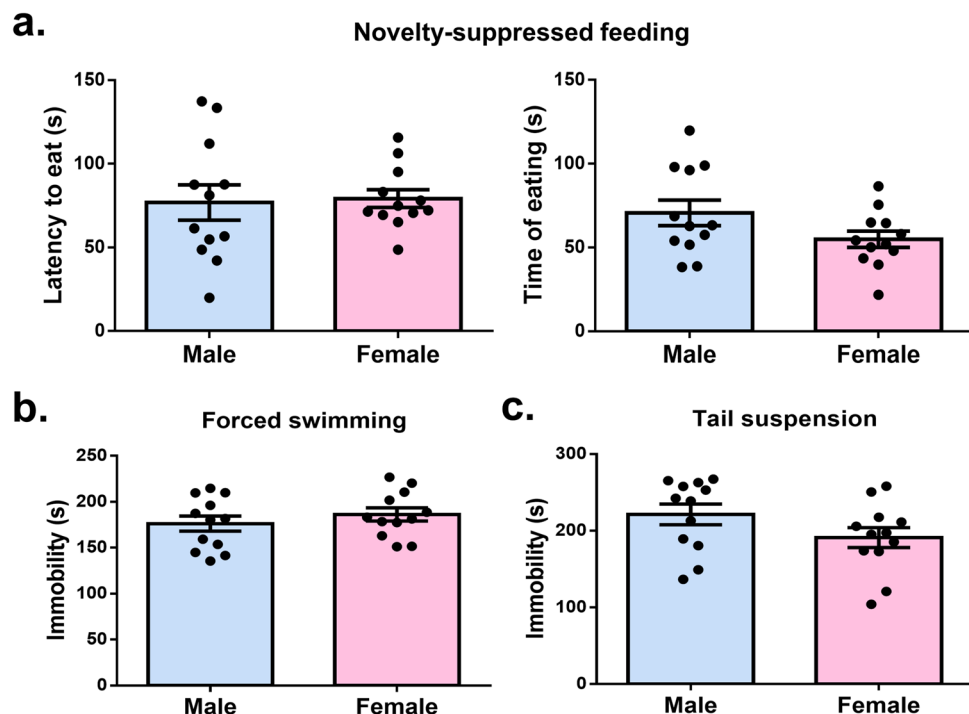 a.
Novelty-suppressed feeding
Latency to eat (s)
150
100
50
0
Male
Female
Time of eating (s)
150
100
50
0
Male
Female
b.
Forced swimming
Immobility (s)
250
200
150
100
50
0
Male
Female
c.
Tail suspension
Immobility (s)
300
200
100
0
Male
Female